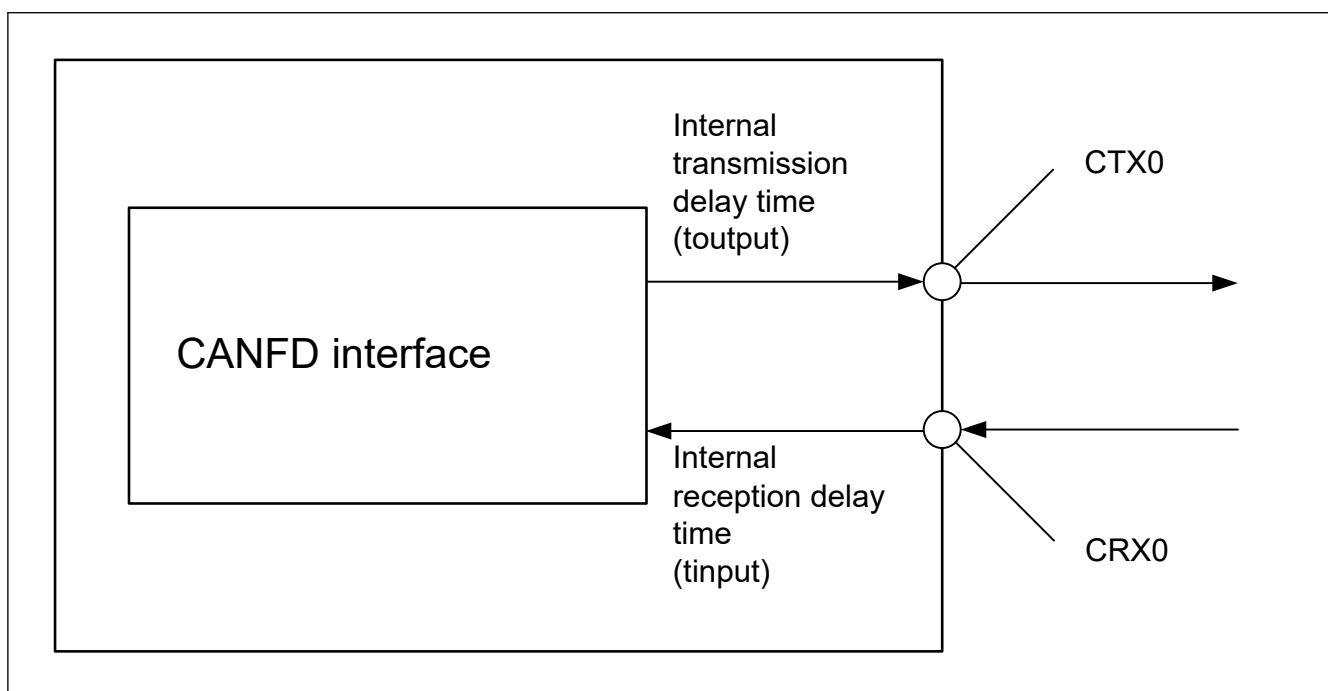 Internal
transmission
delay time
(toutput)
CTX0
CANFD interface
Internal
reception delay
time
(tinput)
CRX0